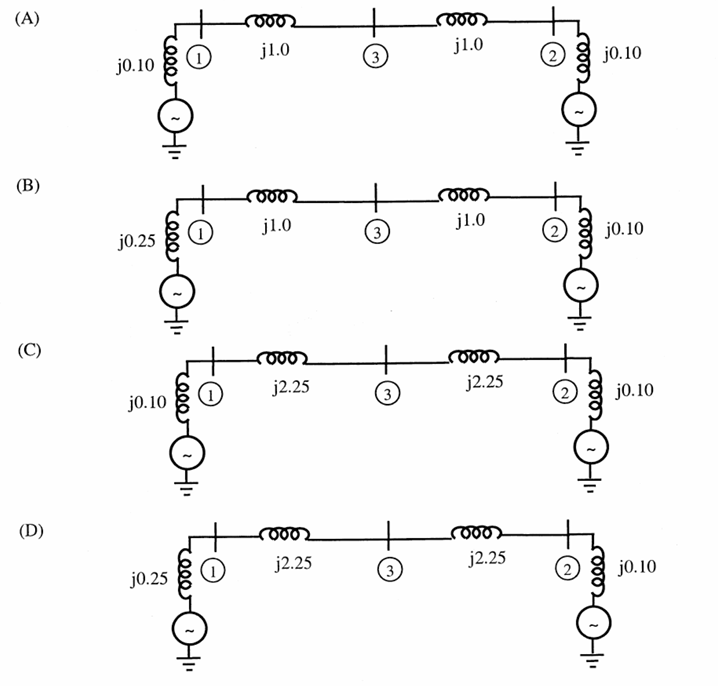 (A)
j0.10 1 j1.0 3 j1.0 2 j0.10
~ ~
(B)
j0.25 1 j1.0 3 j1.0 2 j0.10
~ ~
(C)
j0.10 1 j2.25 3 j2.25 2 j0.10
~ ~
(D)
j0.25 1 j2.25 3 j2.25 2 j0.10
~ ~